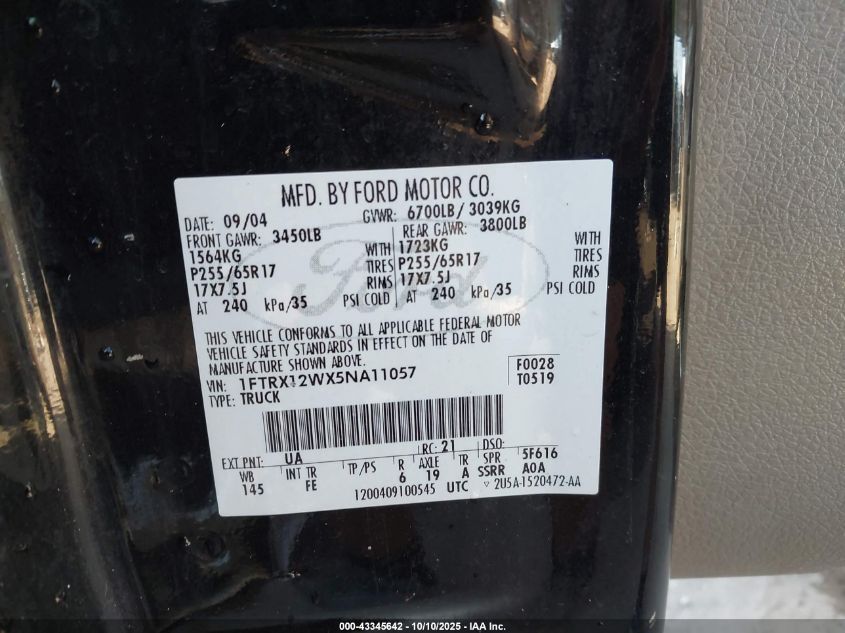 MFD. BY FORD MOTOR CO.
DATE: 09/04 GVWR: 6700LB/ 3039KG
FRONT GAWR: 3450LB REAR GAWR: 3800LB
1564KG WITH 1723KG WITH
P255/65R17 TIRES P255/65R17 TIRES
17X7.5J RIMS 17X7.5J RIMS
AT 240 kPa/35 PSI COLD AT 240 kPa/35 PSI COLD
Ford
THIS VEHICLE CONFORMS TO ALL APPLICABLE FEDERAL MOTOR
VEHICLE SAFETY STANDARDS IN EFFECT ON THE DATE OF
MANUFACTURE SHOWN ABOVE.
VIN: 1FTRX12WX5NA11057 F0028
TYPE: TRUCK T0519
EXT PNT: UA RC: 21 DSO:
WB INT TR TP/PS R AXLE TR SPR 5F616
145 FE 6 19 A SSRR A0A
1200409100545 UTC 2U5A-1520472-AA
000-43345642 - 10/10/2025 - IAA Inc.